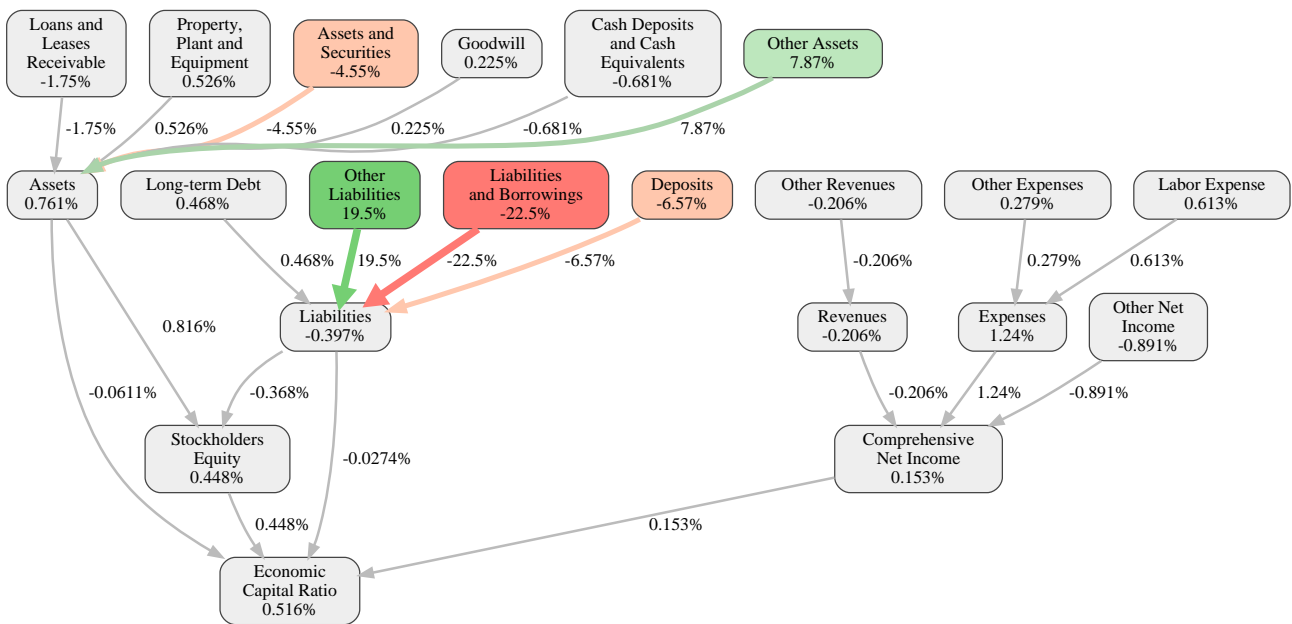 Loans and
Leases
Receivable
-1.75%
Property,
Plant and
Equipment
0.526%
Assets and
Securities
-4.55%
Goodwill
0.225%
Cash Deposits
and Cash
Equivalents
-0.681%
Other Assets
7.87%
-1.75%
0.526%
-4.55%
0.225%
-0.681%
7.87%
Assets
0.761%
Long-term Debt
0.468%
Other
Liabilities
19.5%
Liabilities
and Borrowings
-22.5%
Deposits
-6.57%
Other Revenues
-0.206%
Other Expenses
0.279%
Labor Expense
0.613%
0.468%
19.5%
-22.5%
-6.57%
-0.206%
0.279%
0.613%
Liabilities
-0.397%
Revenues
-0.206%
Expenses
1.24%
Other Net
Income
-0.891%
0.816%
-0.0611%
-0.368%
-0.206%
1.24%
-0.891%
Stockholders
Equity
0.448%
-0.0274%
Comprehensive
Net Income
0.153%
0.448%
0.153%
Economic
Capital Ratio
0.516%